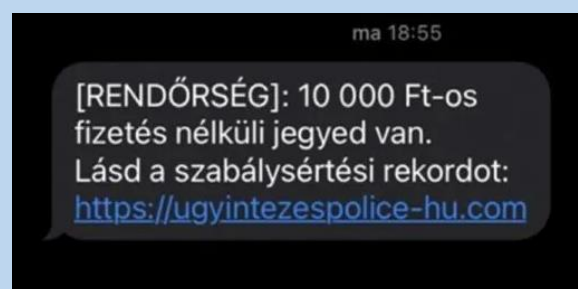 ma 18:55
[RENDŐRSÉG]: 10 000 Ft-os
fizetés nélküli jegyed van.
Lásd a szabálysértési rekordot:
https://ugyintezespolice-hu.com